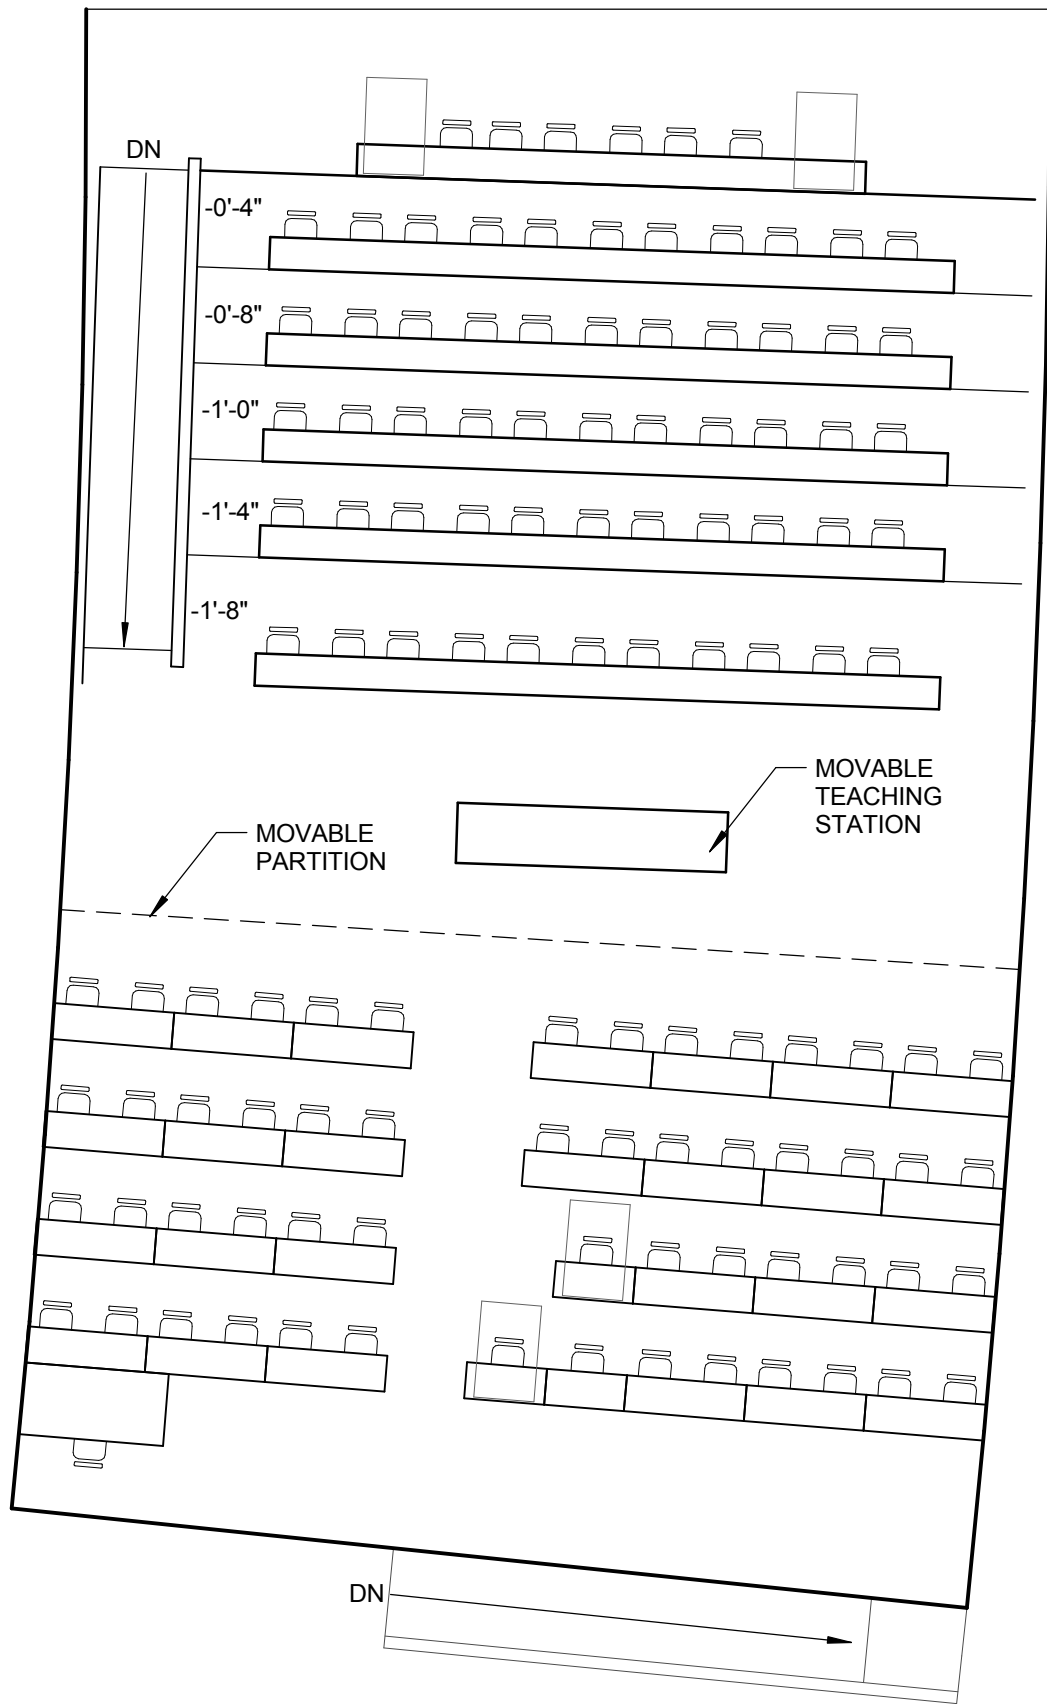 DN
-0'-4"
-0'-8"
-1'-0"
-1'-4"
-1'-8"
MOVABLE
TEACHING
STATION
MOVABLE
PARTITION
DN